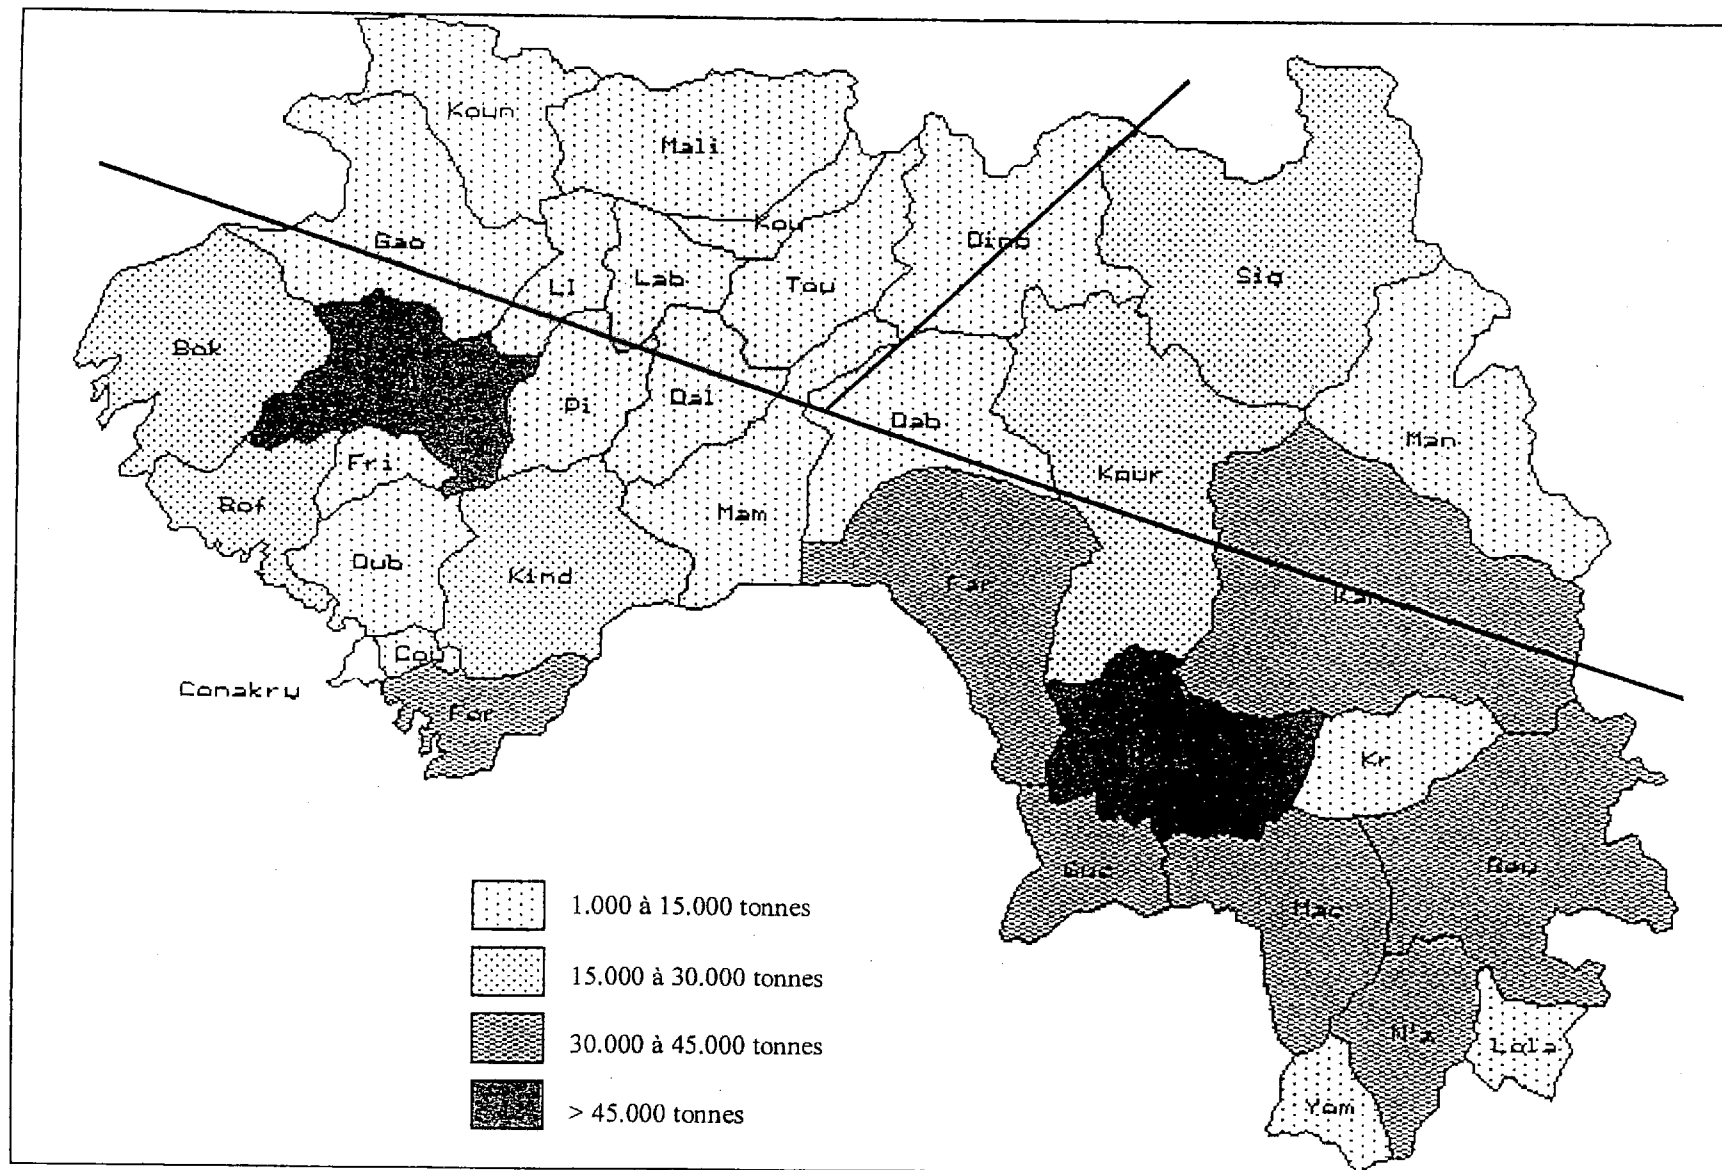 Koun
Mali
Kou
Gao
Dino
Lab
LI
Tou
Sig
Bok
Pi
Dal
Dab
Man
Fri
Kour
Bof
Mam
Dub
Kind
Far
Kan
Cou
Conakry
For
Kr
Gue
Bey
Mac
N'z
Lola
Yom
1.000 à 15.000 tonnes
15.000 à 30.000 tonnes
30.000 à 45.000 tonnes
> 45.000 tonnes